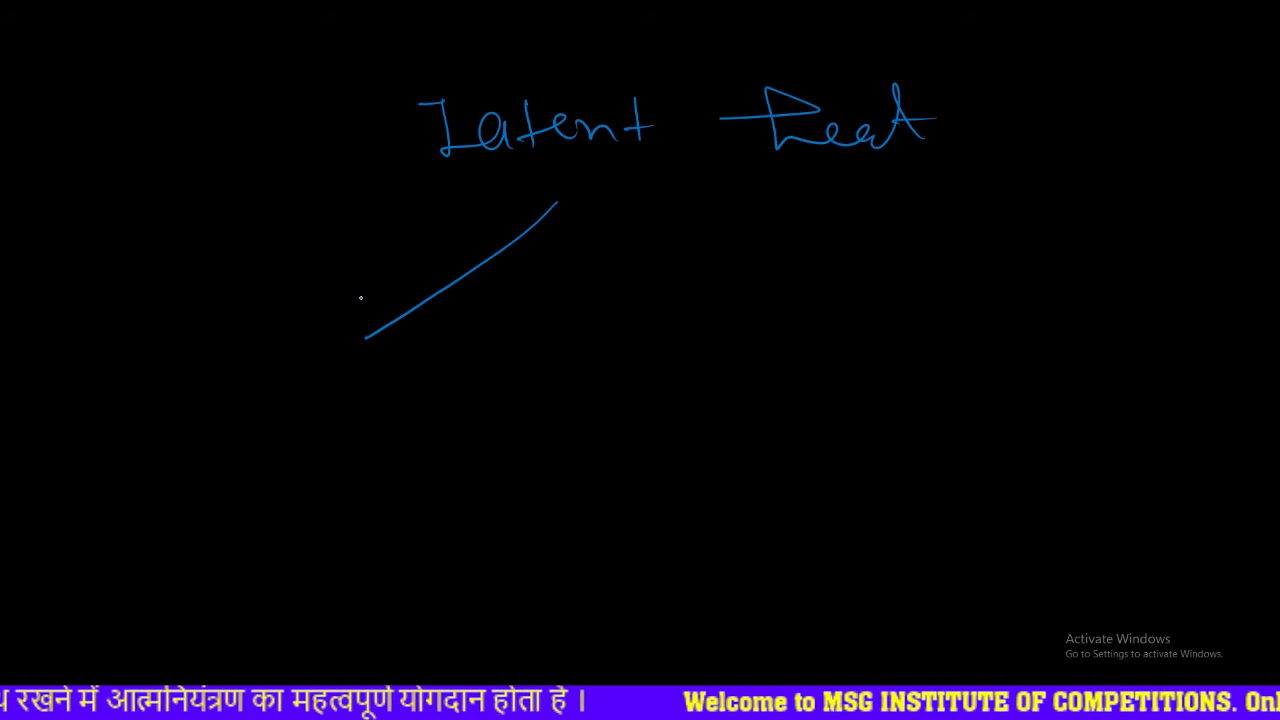 Latent Heat
Activate Windows
Go to Settings to activate Windows.
रखने में आत्मनियंत्रण का महत्वपूर्ण योगदान होता है । Welcome to MSG INSTITUTE OF COMPETITIONS.